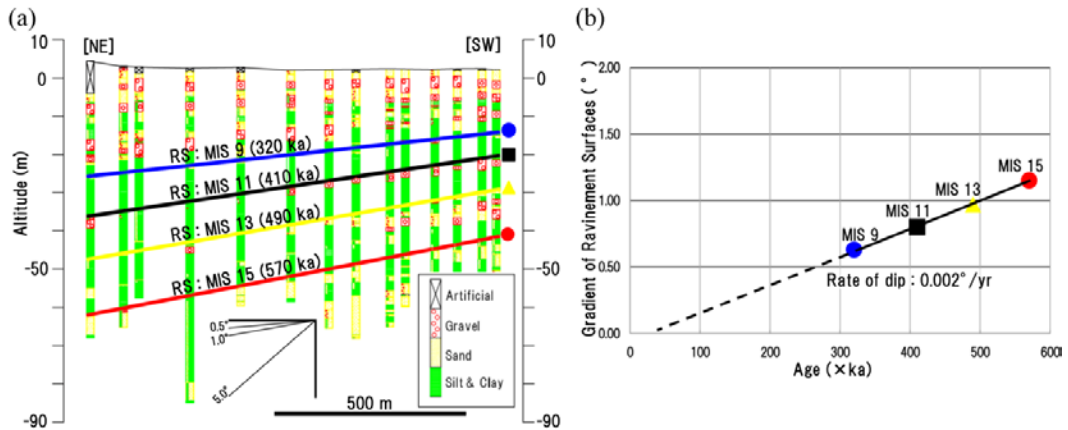 (a)
[NE]
[SW]
10
0
-50
-90
Altitude (m)
10
0
-50
-90
RS : MIS 9 (320 ka)
RS : MIS 11 (410 ka)
RS : MIS 13 (490 ka)
RS : MIS 15 (570 ka)
0.5°
1.0°
5.0°
500 m
Artificial
Gravel
Sand
Silt & Clay
(b)
Gradient of Ravinement Surfaces (°)
2.00
1.50
1.00
0.50
0.00
MIS 9
MIS 11
MIS 13
MIS 15
Rate of dip : 0.002°/yr
0
100
200
300
400
500
600
Age (×ka)